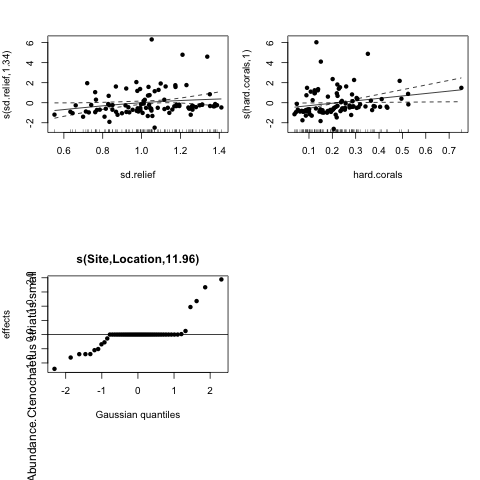 s(sd.relief,1.34)
6
4
2
0
-2
0.6 0.8 1.0 1.2 1.4
sd.relief
s(hard.corals,1)
6
4
2
0
-2
0.1 0.2 0.3 0.4 0.5 0.6 0.7
hard.corals
s(Site,Location,11.96)
effects
Abundance.Ctenochaetus striatus.small
-2 -1 0 1 2
Gaussian quantiles